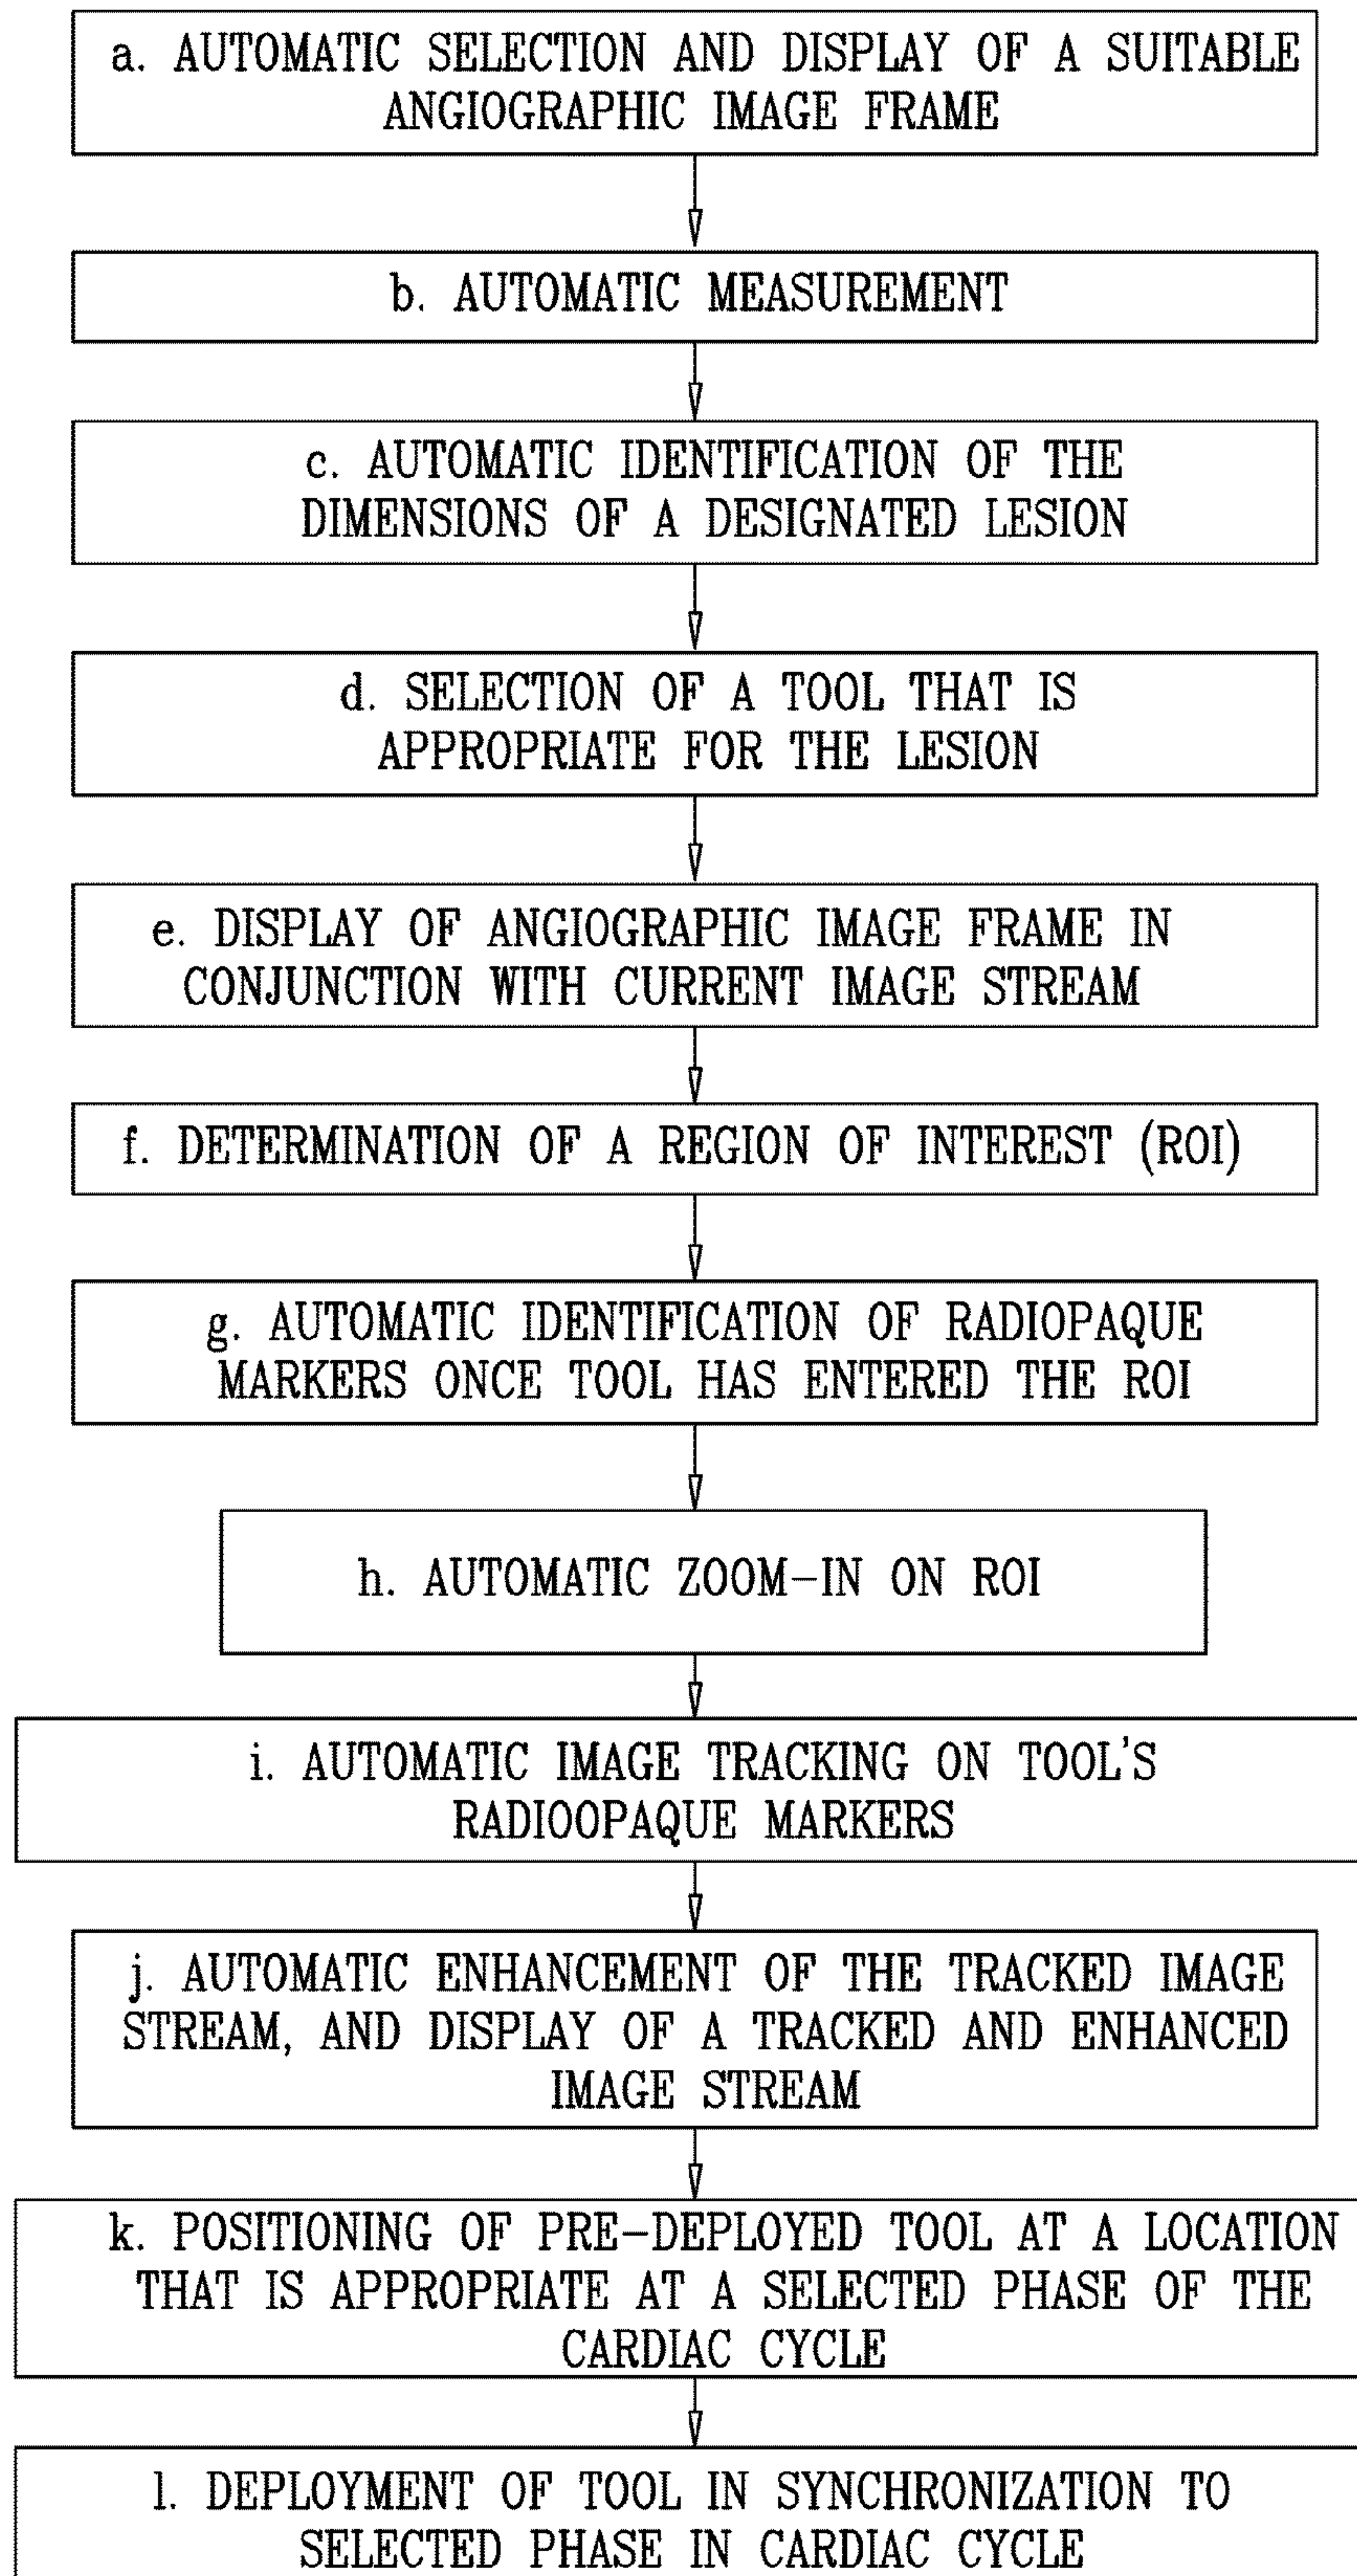 a. AUTOMATIC SELECTION AND DISPLAY OF A SUITABLE
ANGIOGRAPHIC IMAGE FRAME
b. AUTOMATIC MEASUREMENT
c. AUTOMATIC IDENTIFICATION OF THE
DIMENSIONS OF A DESIGNATED LESION
d. SELECTION OF A TOOL THAT IS
APPROPRIATE FOR THE LESION
e. DISPLAY OF ANGIOGRAPHIC IMAGE FRAME IN
CONJUNCTION WITH CURRENT IMAGE STREAM
f. DETERMINATION OF A REGION OF INTEREST (ROI)
g. AUTOMATIC IDENTIFICATION OF RADIOPAQUE
MARKERS ONCE TOOL HAS ENTERED THE ROI
h. AUTOMATIC ZOOM-IN ON ROI
i. AUTOMATIC IMAGE TRACKING ON TOOL'S
RADIOOPAQUE MARKERS
j. AUTOMATIC ENHANCEMENT OF THE TRACKED IMAGE
STREAM, AND DISPLAY OF A TRACKED AND ENHANCED
IMAGE STREAM
k. POSITIONING OF PRE-DEPLOYED TOOL AT A LOCATION
THAT IS APPROPRIATE AT A SELECTED PHASE OF THE
CARDIAC CYCLE
l. DEPLOYMENT OF TOOL IN SYNCHRONIZATION TO
SELECTED PHASE IN CARDIAC CYCLE